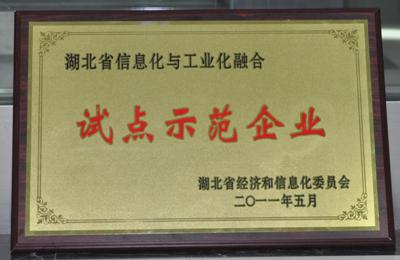 湖北省信息化与工业化融合
试点示范企业
湖北省经济和信息化委员会
二〇一一年五月